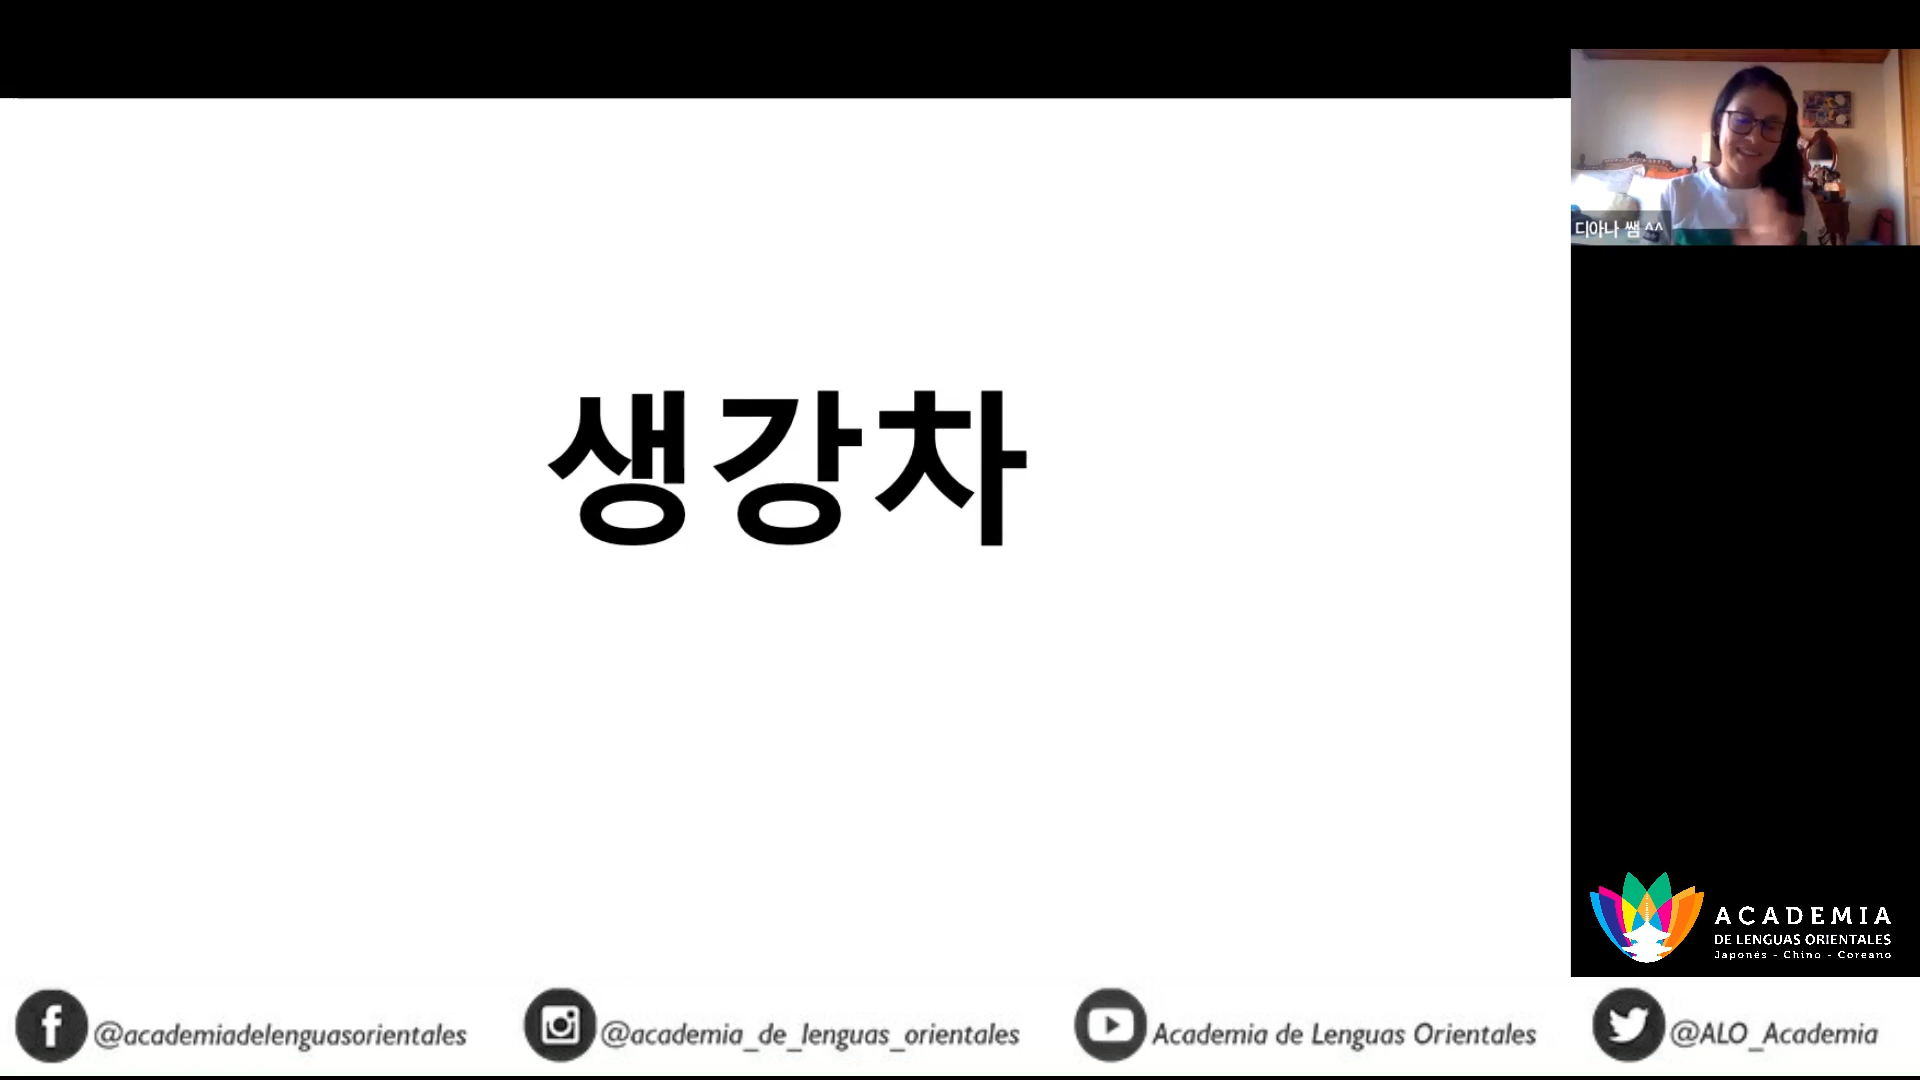 디아나 쌤 ^^
생강차
ACADEMIA
DE LENGUAS ORIENTALES
Japonés - Chino - Coreano
@academiadelenguasorientales
@academia_de_lenguas_orientales
Academia de Lenguas Orientales
@ALO_Academia